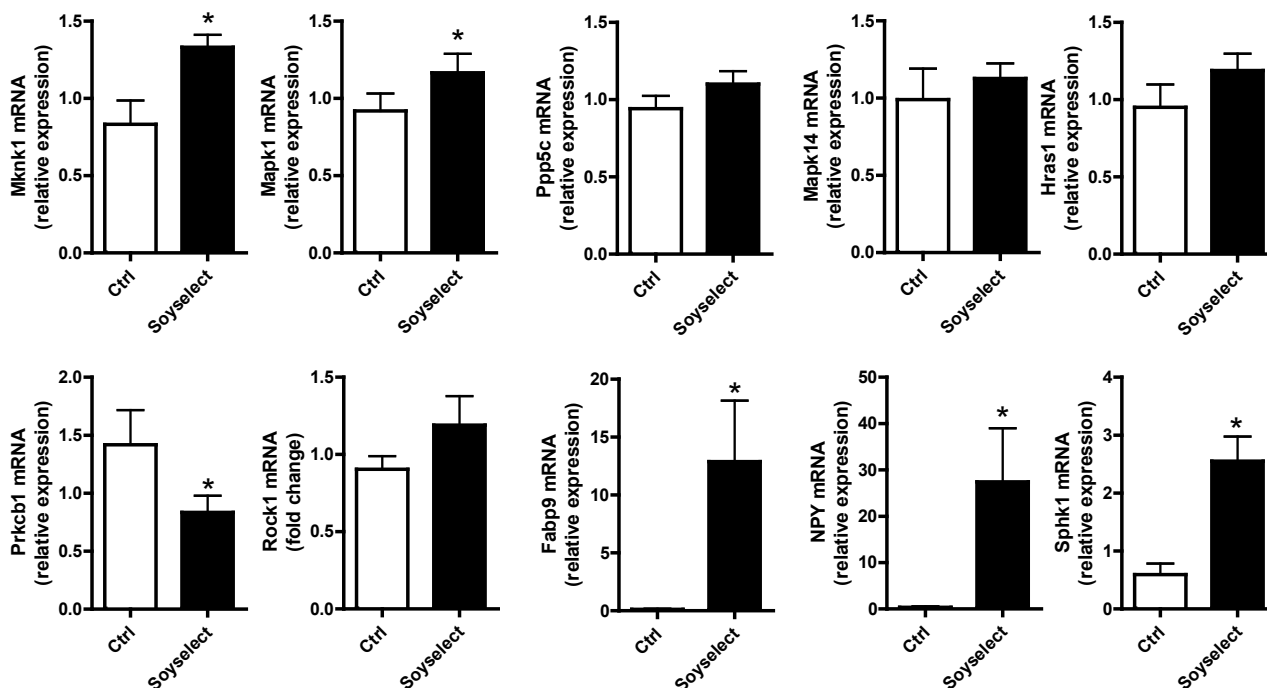 Mknk1 mRNA
(relative expression)
1.5
1.0
0.5
0.0
*
Ctrl
Soyselect
Mapk1 mRNA
(relative expression)
1.5
1.0
0.5
0.0
*
Ctrl
Soyselect
Ppp5c mRNA
(relative expression)
1.5
1.0
0.5
0.0
Ctrl
Soyselect
Mapk14 mRNA
(relative expression)
1.5
1.0
0.5
0.0
Ctrl
Soyselect
Hras1 mRNA
(relative expression)
1.5
1.0
0.5
0.0
Ctrl
Soyselect
Prkcb1 mRNA
(relative expression)
2.0
1.5
1.0
0.5
0.0
*
Ctrl
Soyselect
Rock1 mRNA
(fold change)
1.5
1.0
0.5
0.0
Ctrl
Soyselect
Fabp9 mRNA
(relative expression)
20
15
10
5
0
*
Ctrl
Soyselect
NPY mRNA
(relative expression)
50
40
30
20
10
0
*
Ctrl
Soyselect
Sphk1 mRNA
(relative expression)
4
3
2
1
0
*
Ctrl
Soyselect